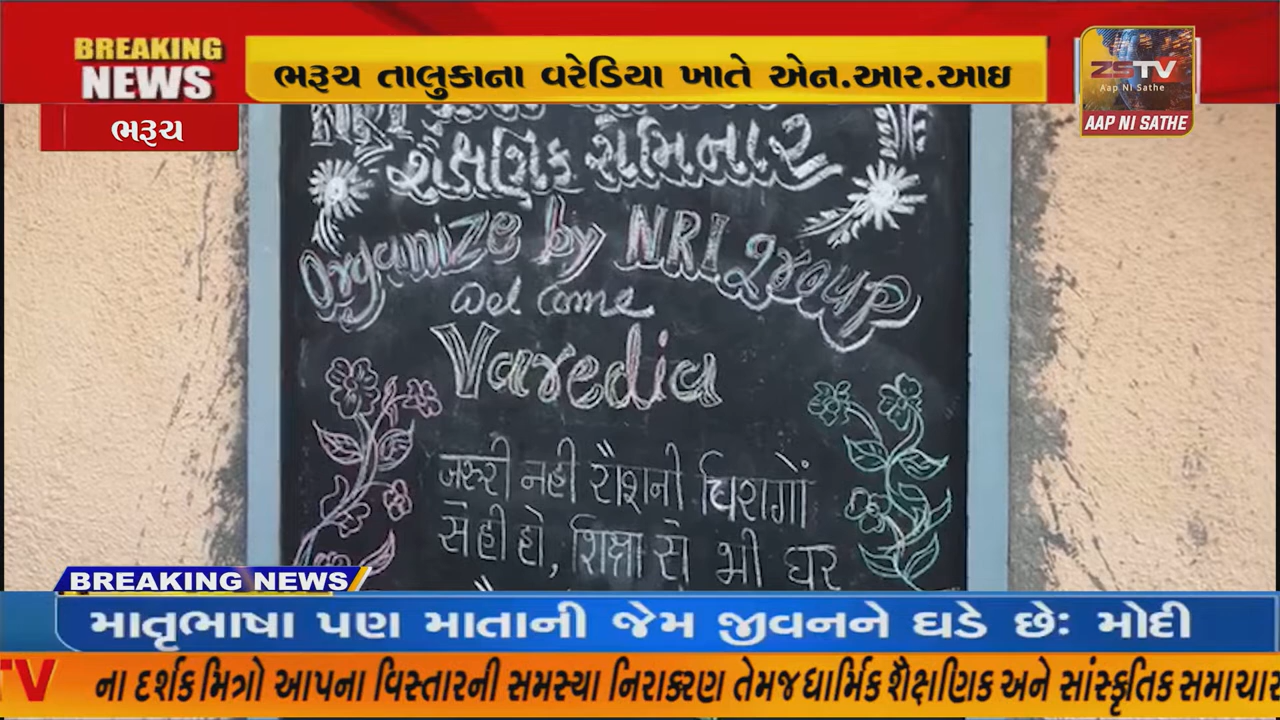 BREAKING
NEWS
ભરૂચ તાલુકાના વરેડિયા ખાતે એન.આર.આઇ
ZSTV
Aap Ni Sathe
AAP NI SATHE
ભરૂચ
NRI
શૈક્ષણિક સેમિનાર
Organize by NRI group
Wel Come
Varedia
जरुरी नही रौशनी चिरागों
से ही हो, शिक्षा से भी घर
BREAKING NEWS
માતૃભાષા પણ માતાની જેમ જીવનને ઘડે છેઃ મોદી
TV ના દર્શક મિત્રો આપના વિસ્તારની સમસ્યા નિરાકરણ તેમજ ધાર્મિક શૈક્ષણિક અને સાંસ્કૃતિક સમાચાર